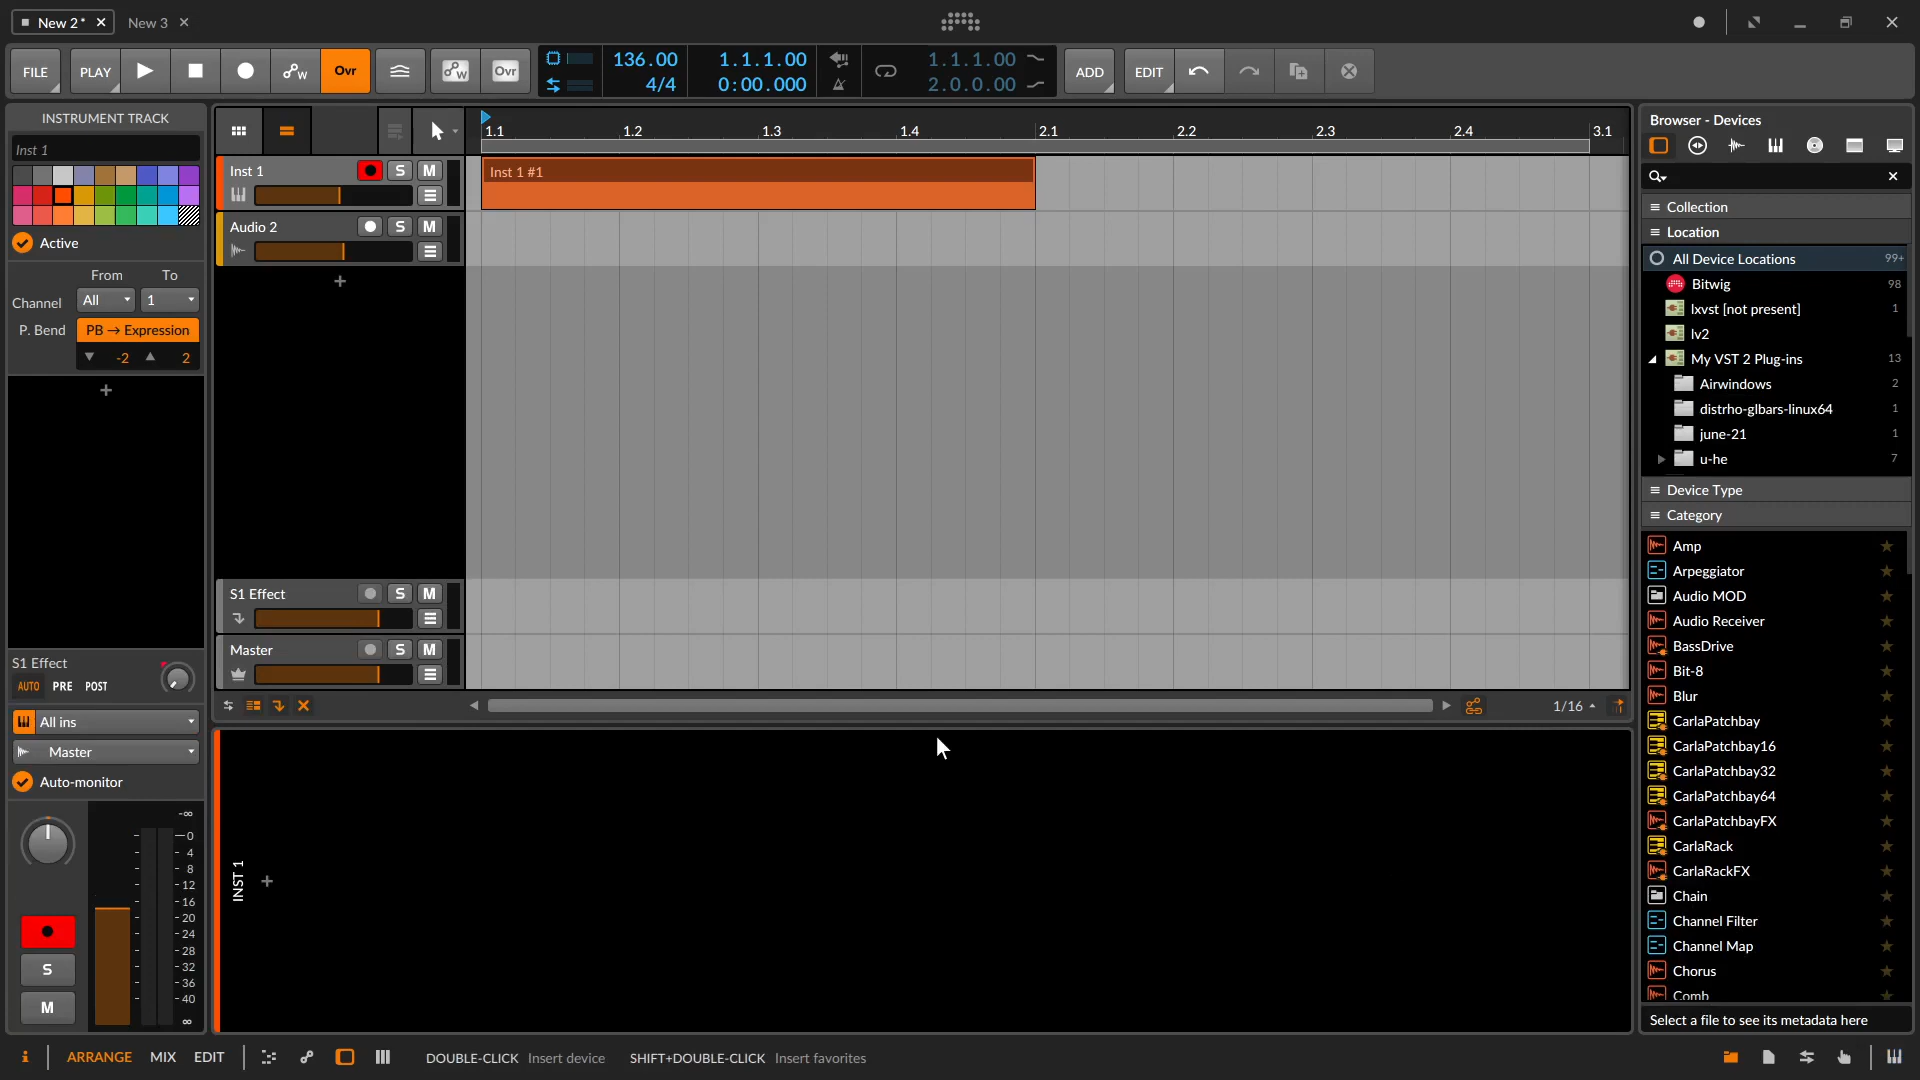 New 2* ✕
New 3 ✕
FILE
PLAY
Ovr
Ovr
136.00
4/4
1.1.1.00
0:00.000
1.1.1.00
2.0.0.00
ADD
EDIT
INSTRUMENT TRACK
Inst 1
Active
From To
Channel All 1
P. Bend PB → Expression
-2 2
S1 Effect
AUTO PRE POST
All ins
Master
Auto-monitor
-∞
0
4
8
12
16
20
24
28
32
36
40
∞
S
M
1.1 1.2 1.3 1.4 2.1 2.2 2.3 2.4 3.1
Inst 1 S M
Inst 1 #1
Audio 2 S M
S1 Effect S M
Master S M
1/16
INST 1
Browser - Devices
Collection
Location
All Device Locations 99+
Bitwig 98
lxvst [not present] 1
lv2
My VST 2 Plug-ins 13
Airwindows 2
distrho-glbars-linux64 1
june-21 1
u-he 7
Device Type
Category
Amp
Arpeggiator
Audio MOD
Audio Receiver
BassDrive
Bit-8
Blur
CarlaPatchbay
CarlaPatchbay16
CarlaPatchbay32
CarlaPatchbay64
CarlaPatchbayFX
CarlaRack
CarlaRackFX
Chain
Channel Filter
Channel Map
Chorus
Comb
Select a file to see its metadata here
i ARRANGE MIX EDIT
DOUBLE-CLICK Insert device SHIFT+DOUBLE-CLICK Insert favorites